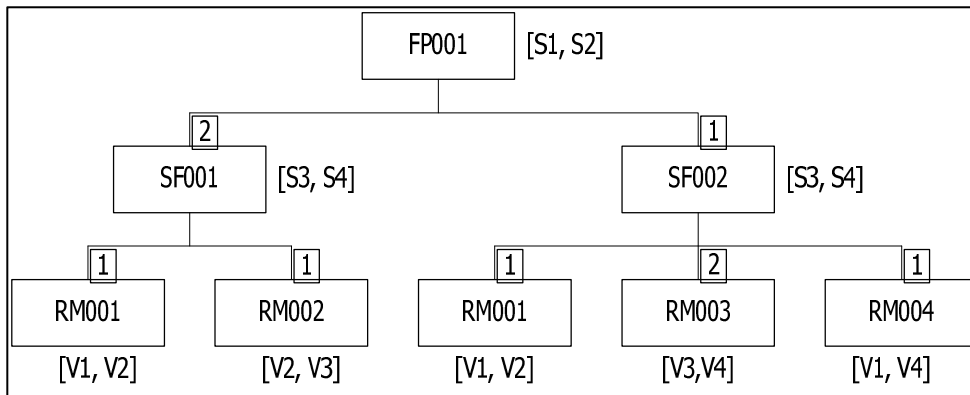 FP001 [S1, S2]
2 1
SF001 [S3, S4] SF002 [S3, S4]
1 1 1 2 1
RM001 RM002 RM001 RM003 RM004
[V1, V2] [V2, V3] [V1, V2] [V3,V4] [V1, V4]